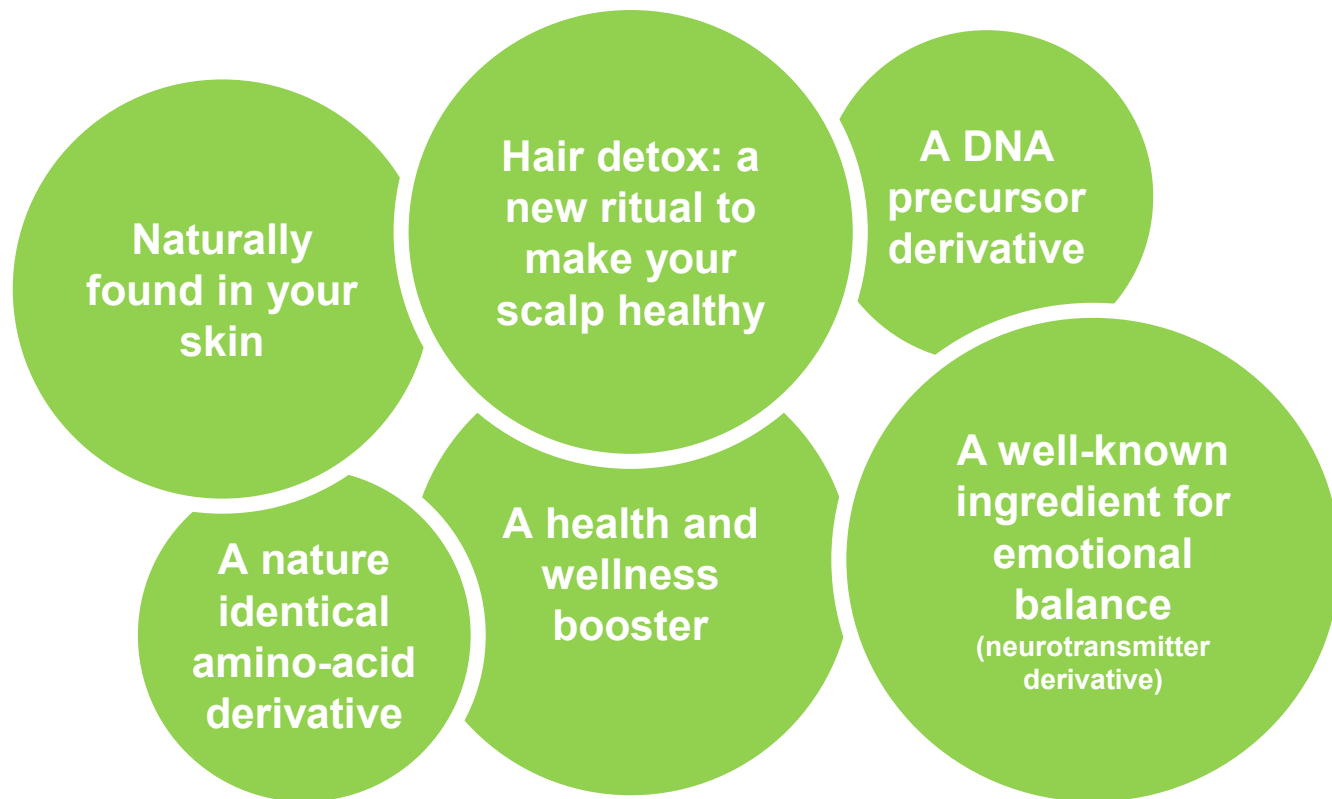 Naturally
found in your
skin
Hair detox: a
new ritual to
make your
scalp healthy
A DNA
precursor
derivative
A nature
identical
amino-acid
derivative
A health and
wellness
booster
A well-known
ingredient for
emotional
balance
(neurotransmitter
derivative)